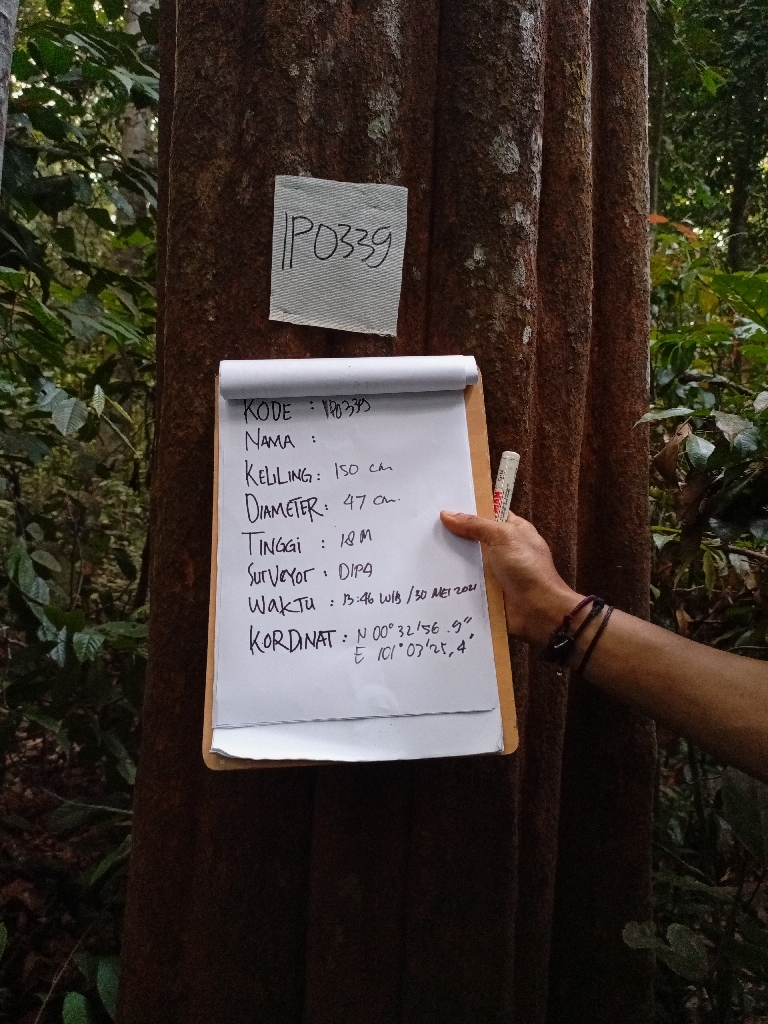 IP0339
KODE : IP0339
NAMA :
KELILING : 150 cm
DIAMETER : 47 cm.
TINGGI : 18 M
SurVeyor : DIPA
WAKTU : 13:46 WIB / 30 MEI 2021
KORDINAT : N 00° 32' 56 .9"
E 101° 03' 25, 4"